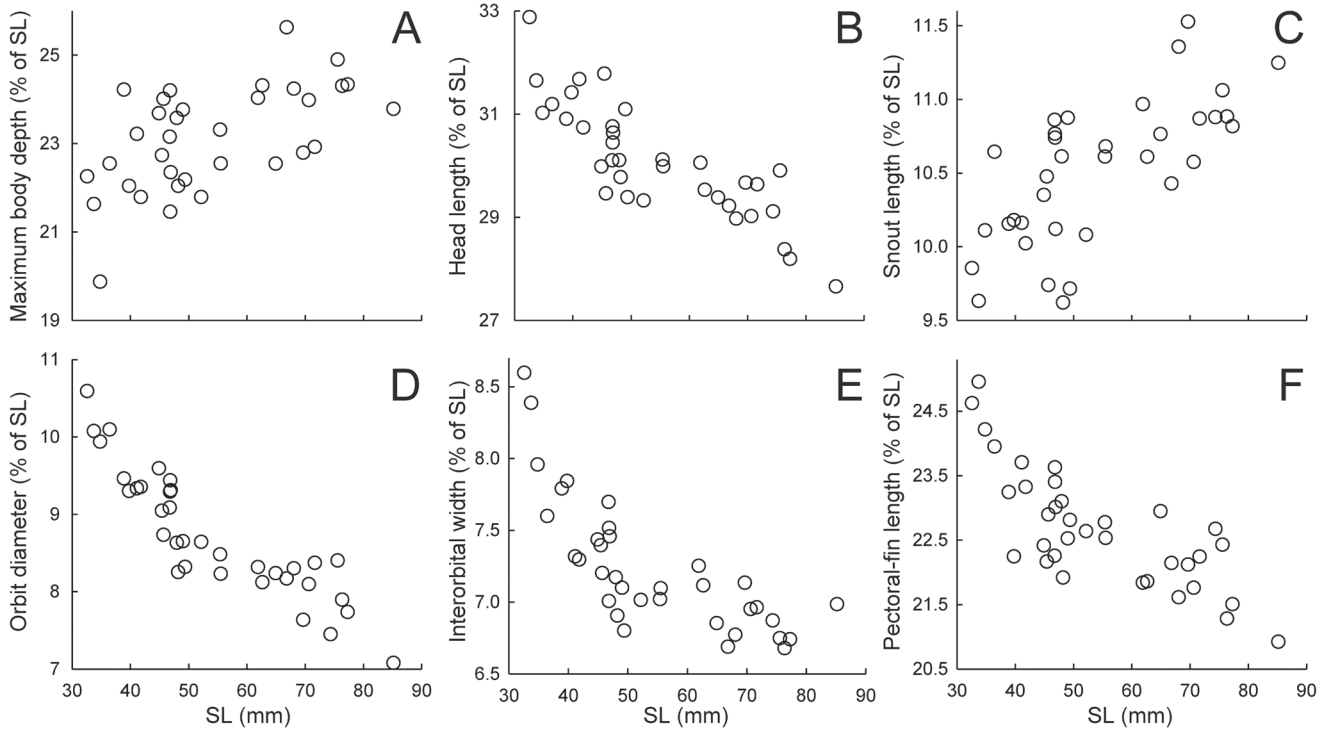 A
Maximum body depth (% of SL)
25
23
21
19
B
Head length (% of SL)
33
31
29
27
C
Snout length (% of SL)
11.5
11.0
10.5
10.0
9.5
D
Orbit diameter (% of SL)
11
10
9
8
7
30 40 50 60 70 80 90
SL (mm)
E
Interorbital width (% of SL)
8.5
8.0
7.5
7.0
6.5
30 40 50 60 70 80 90
SL (mm)
F
Pectoral-fin length (% of SL)
24.5
23.5
22.5
21.5
20.5
30 40 50 60 70 80 90
SL (mm)